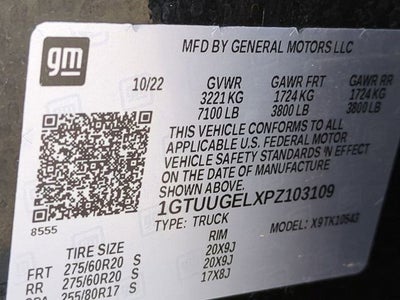 gm
MFD BY GENERAL MOTORS LLC
10/22 GVWR GAWR FRT GAWR RR
3221 KG 1724 KG 1724 KG
7100 LB 3800 LB 3800 LB
THIS VEHICLE CONFORMS TO ALL
APPLICABLE U.S. FEDERAL MOTOR
VEHICLE SAFETY STANDARDS IN EFFECT
ON THE DATE OF MANUFACTURE
1GTUUGELXPZ103109
8555 TYPE: TRUCK MODEL: X9TK10543
TIRE SIZE RIM
FRT 275/60R20 S 20X9J
RR 275/60R20 S 20X9J
SPA 255/80R17 S 17X8J